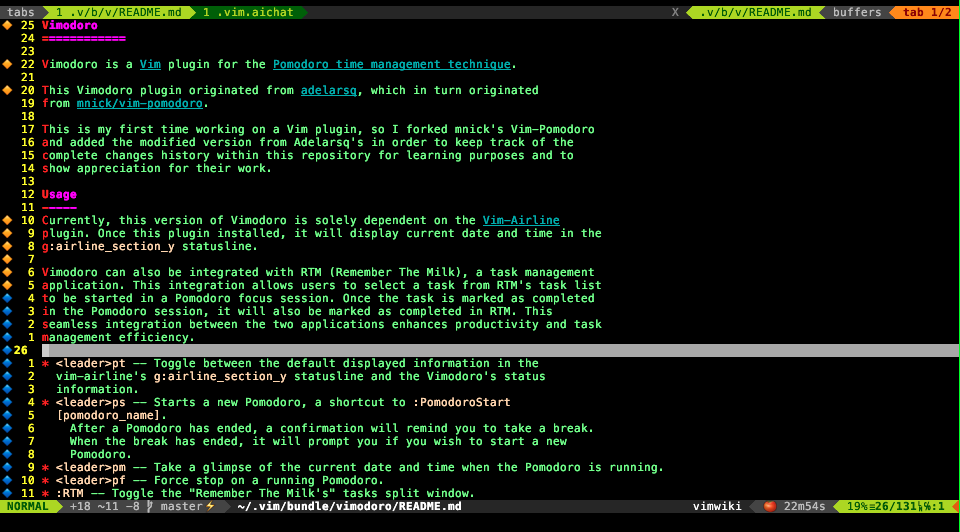 tabs 1 .v/b/v/README.md 1 .vim.aichat X .v/b/v/README.md buffers tab 1/2
25 Vimodoro
24 ============
23
22 Vimodoro is a Vim plugin for the Pomodoro time management technique.
21
20 This Vimodoro plugin originated from adelarsq, which in turn originated
19 from mnick/vim-pomodoro.
18
17 This is my first time working on a Vim plugin, so I forked mnick's Vim-Pomodoro
16 and added the modified version from Adelarsq's in order to keep track of the
15 complete changes history within this repository for learning purposes and to
14 show appreciation for their work.
13
12 Usage
11 -----
10 Currently, this version of Vimodoro is solely dependent on the Vim-Airline
9 plugin. Once this plugin installed, it will display current date and time in the
8 g:airline_section_y statusline.
7
6 Vimodoro can also be integrated with RTM (Remember The Milk), a task management
5 application. This integration allows users to select a task from RTM's task list
4 to be started in a Pomodoro focus session. Once the task is marked as completed
3 in the Pomodoro session, it will also be marked as completed in RTM. This
2 seamless integration between the two applications enhances productivity and task
1 management efficiency.
26
1 * <leader>pt -- Toggle between the default displayed information in the
2 vim-airline's g:airline_section_y statusline and the Vimodoro's status
3 information.
4 * <leader>ps -- Starts a new Pomodoro, a shortcut to :PomodoroStart
5 [pomodoro_name].
6 After a Pomodoro has ended, a confirmation will remind you to take a break.
7 When the break has ended, it will prompt you if you wish to start a new
8 Pomodoro.
9 * <leader>pm -- Take a glimpse of the current date and time when the Pomodoro is running.
10 * <leader>pf -- Force stop on a running Pomodoro.
11 * :RTM -- Toggle the "Remember The Milk's" tasks split window.
NORMAL +18 ~11 -8 master⚡ ~/.vim/bundle/vimodoro/README.md vimwiki 22m54s 19%≡26/131㏑℅:1